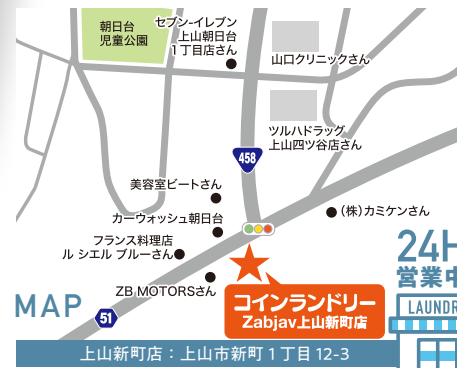 朝日台
児童公園
セブン-イレブン
上山朝日台
1丁目店さん
山口クリニックさん
ツルハドラッグ
上山四ツ谷店さん
458
美容室ビートさん
(株)カミケンさん
カーウォッシュ朝日台
フランス料理店
ル シエル ブルーさん
ZB MOTORSさん
24H
営業中
コインランドリー
Zabjav上山新町店
MAP
51
LAUNDR
上山新町店：上山市新町1丁目12-3